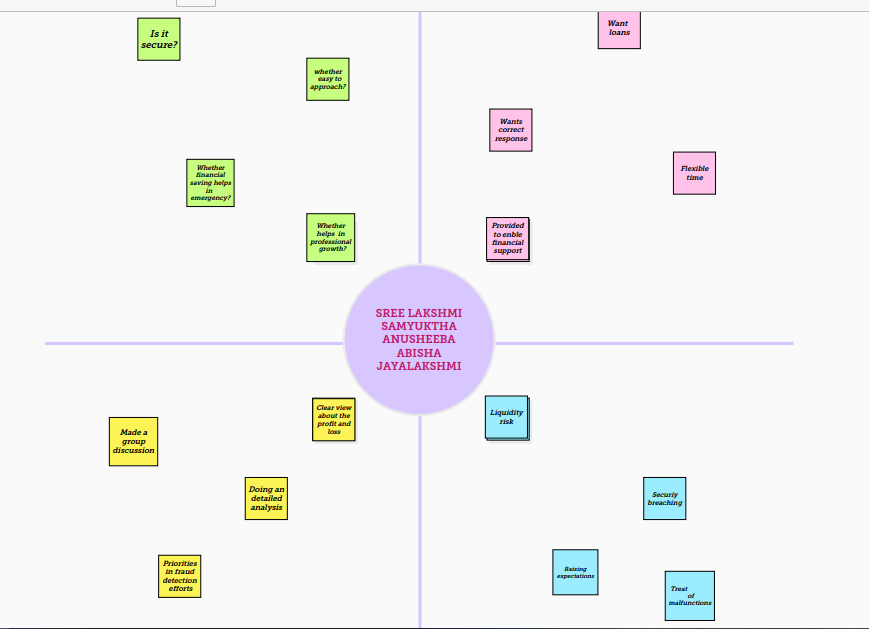 Is it
secure?
whether
easy to
approach?
Whether
financial
saving helps
in
emergency?
Whether
helps in
professional
growth?
Want
loans
Wants
correct
response
Flexible
time
Provided
to enble
financial
support
SREE LAKSHMI
SAMYUKTHA
ANUSHEEBA
ABISHA
JAYALAKSHMI
Clear view
about the
profit and
loss
Made a
group
discussion
Doing an
detailed
analysis
Priorities
in fraud
detection
efforts
Liquidity
risk
Securiy
breaching
Raising
expectations
Treat
of
malfunctions